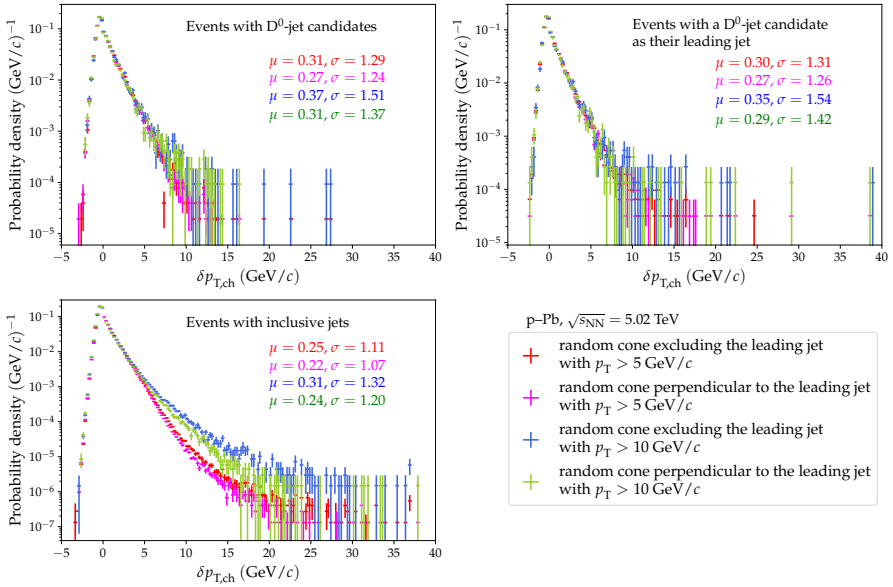 Events with D⁰-jet candidates
μ = 0.31, σ = 1.29
μ = 0.27, σ = 1.24
μ = 0.37, σ = 1.51
μ = 0.31, σ = 1.37
Probability density (GeV/c)⁻¹
10⁻¹
10⁻²
10⁻³
10⁻⁴
10⁻⁵
−5 0 5 10 15 20 25 30 35 40
δp_T,ch (GeV/c)
Events with a D⁰-jet candidate
as their leading jet
μ = 0.30, σ = 1.31
μ = 0.27, σ = 1.26
μ = 0.35, σ = 1.54
μ = 0.29, σ = 1.42
Probability density (GeV/c)⁻¹
10⁻¹
10⁻²
10⁻³
10⁻⁴
10⁻⁵
−5 0 5 10 15 20 25 30 35 40
δp_T,ch (GeV/c)
Events with inclusive jets
μ = 0.25, σ = 1.11
μ = 0.22, σ = 1.07
μ = 0.31, σ = 1.32
μ = 0.24, σ = 1.20
Probability density (GeV/c)⁻¹
10⁻¹
10⁻²
10⁻³
10⁻⁴
10⁻⁵
10⁻⁶
10⁻⁷
−5 0 5 10 15 20 25 30 35 40
δp_T,ch (GeV/c)
p–Pb, √s_NN = 5.02 TeV
random cone excluding the leading jet
with p_T > 5 GeV/c
random cone perpendicular to the leading jet
with p_T > 5 GeV/c
random cone excluding the leading jet
with p_T > 10 GeV/c
random cone perpendicular to the leading jet
with p_T > 10 GeV/c